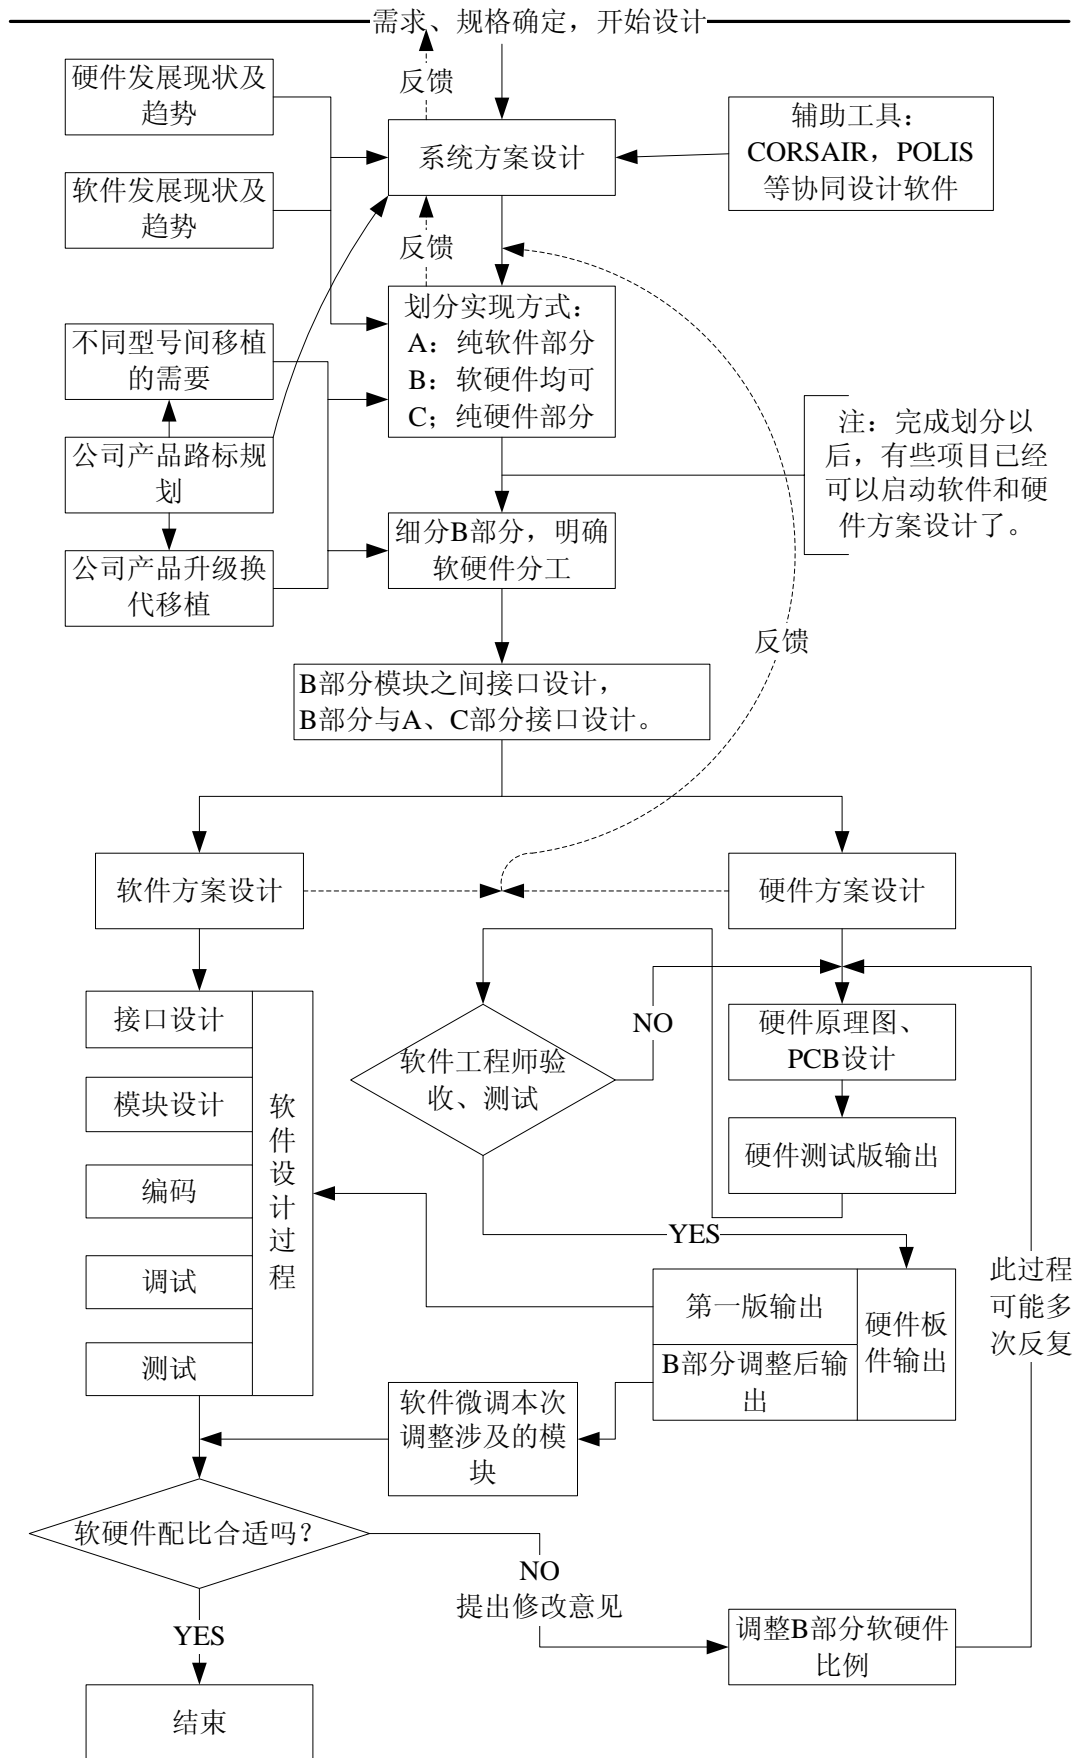 需求、规格确定，开始设计
反馈
硬件发展现状及
趋势
系统方案设计
辅助工具：
CORSAIR，POLIS
等协同设计软件
软件发展现状及
趋势
反馈
划分实现方式：
A：纯软件部分
B：软硬件均可
C；纯硬件部分
不同型号间移植
的需要
公司产品路标规
划
注：完成划分以
后，有些项目已经
可以启动软件和硬
件方案设计了。
细分B部分，明确
软硬件分工
公司产品升级换
代移植
反馈
B部分模块之间接口设计，
B部分与A、C部分接口设计。
软件方案设计
硬件方案设计
接口设计
模块设计
编码
调试
测试
软件设计过程
软件工程师验
收、测试
NO
硬件原理图、
PCB设计
硬件测试版输出
YES
第一版输出
B部分调整后输
出
硬件板
件输出
此过程
可能多
次反复
软件微调本次
调整涉及的模
块
软硬件配比合适吗？
NO
提出修改意见
YES
调整B部分软硬件
比例
结束